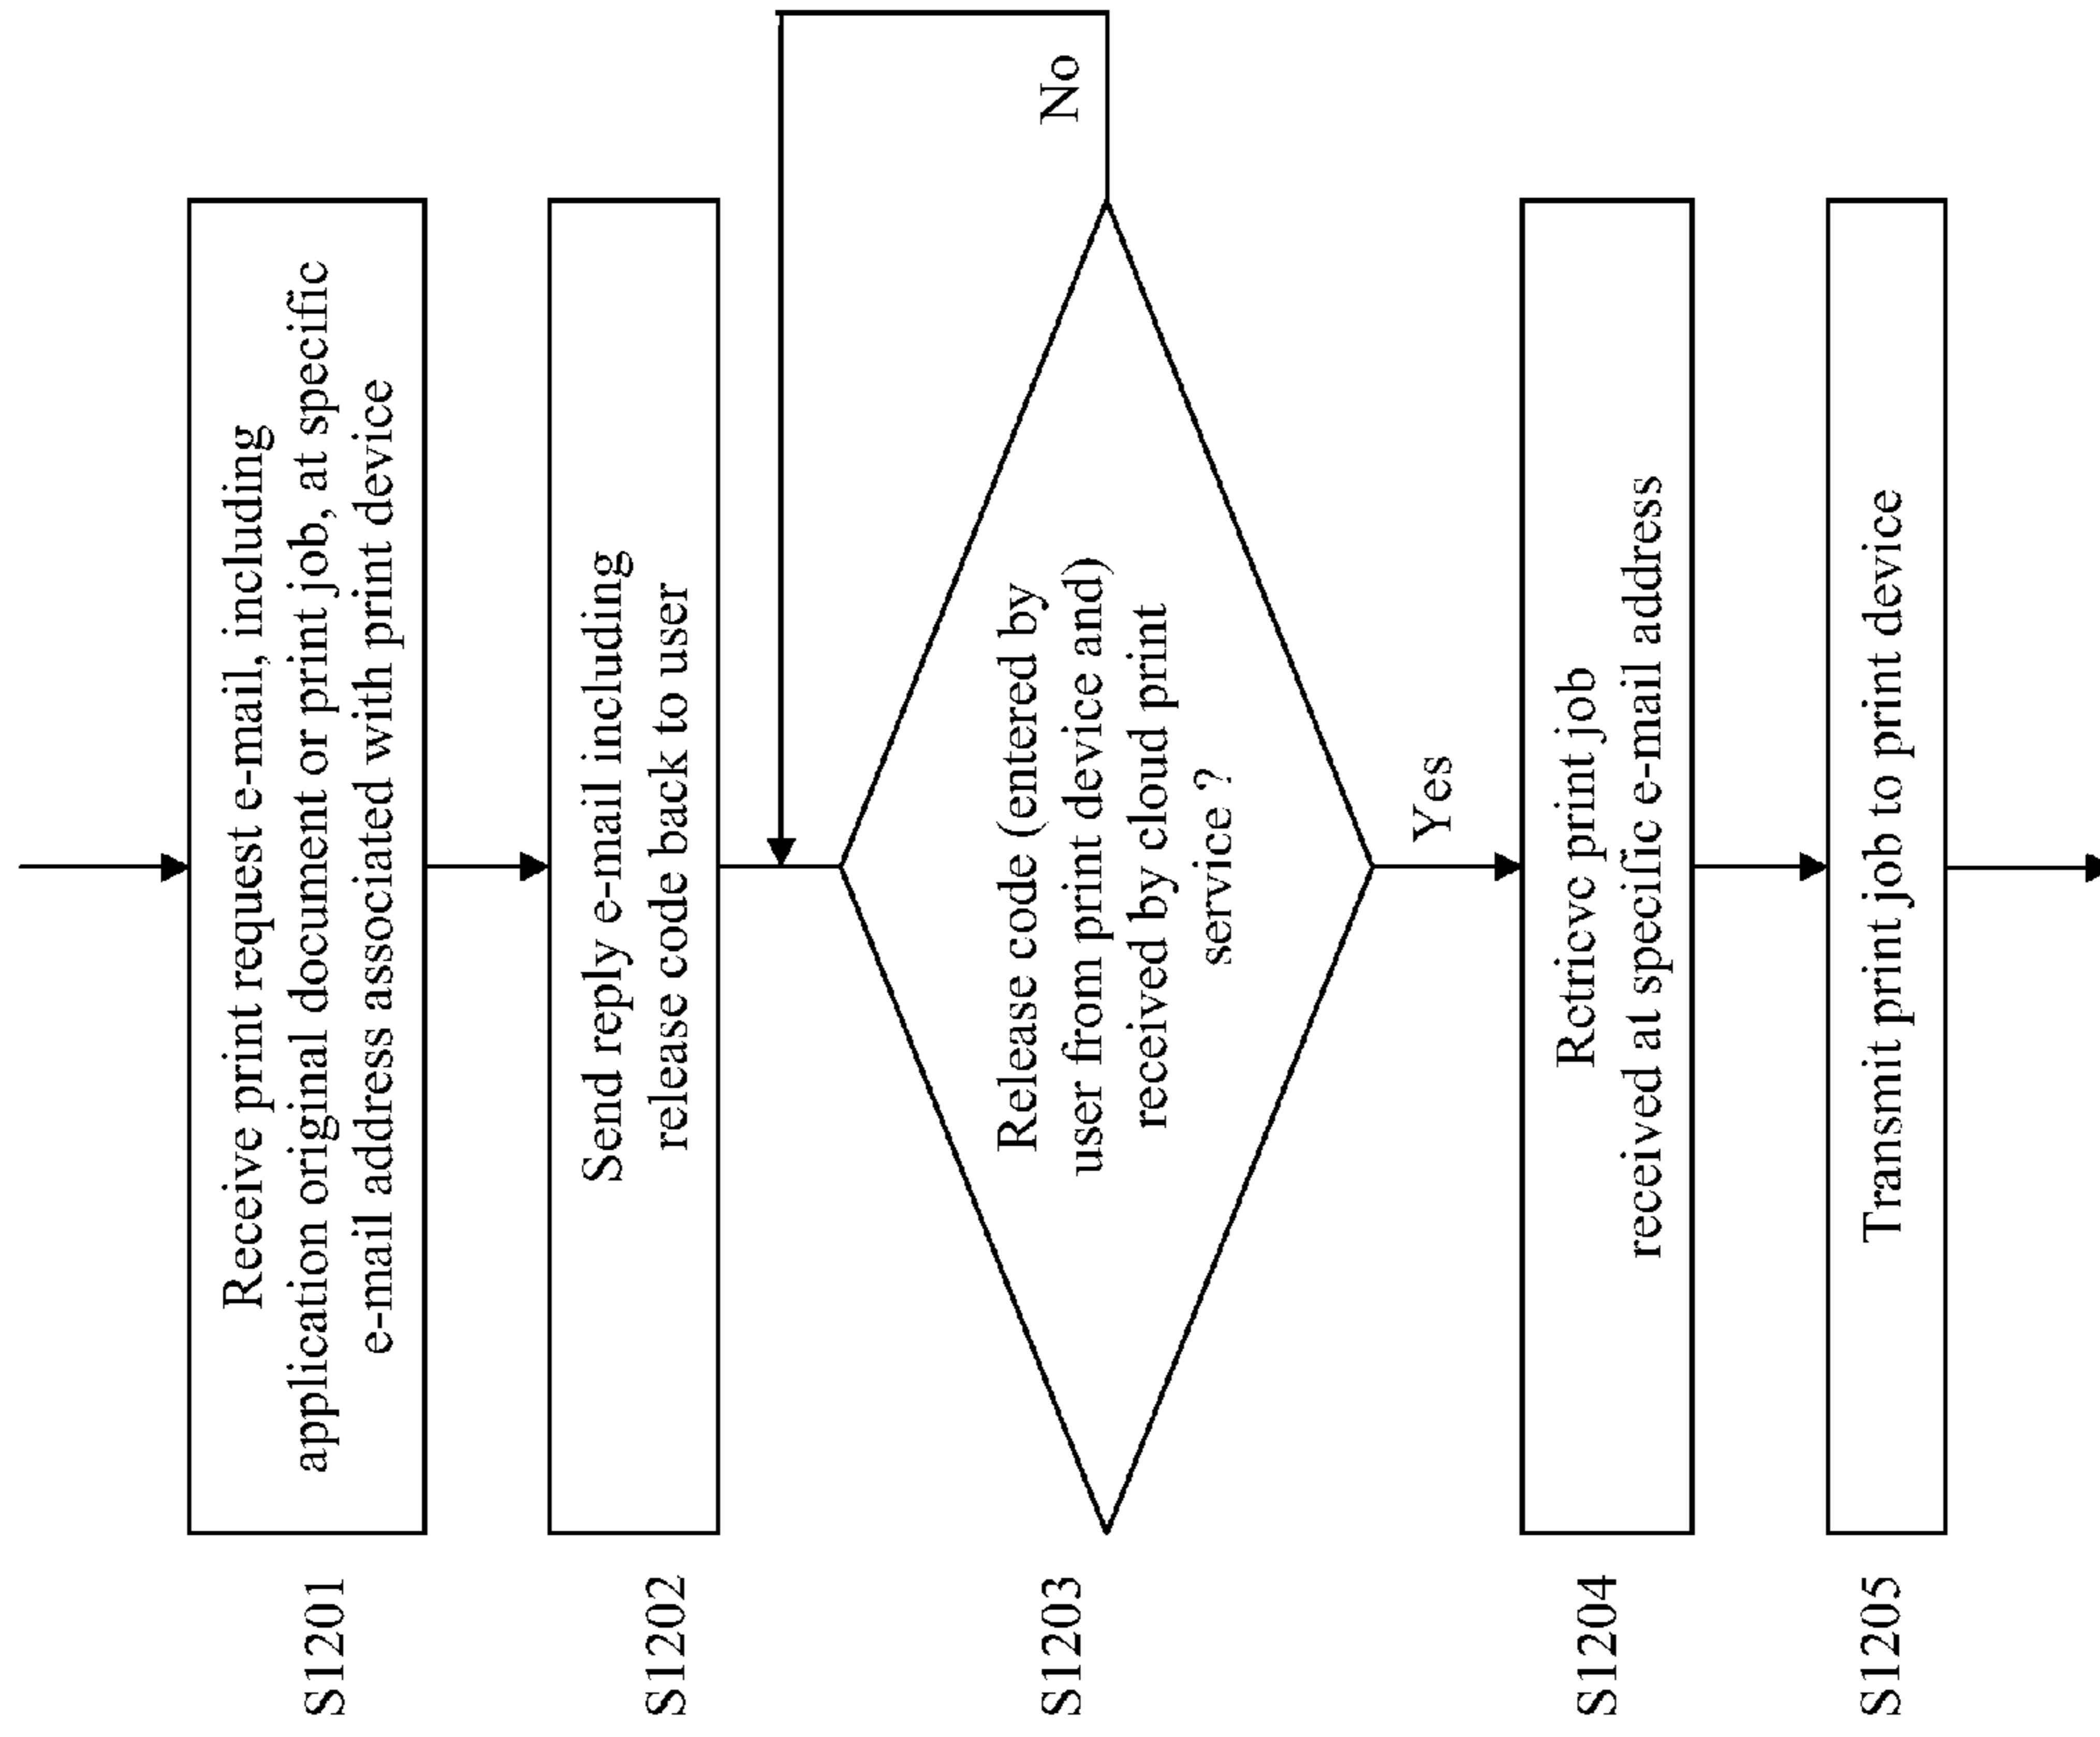 S1201
Receive print request e-mail, including
application original document or print job, at specific
e-mail address associated with print device
S1202
Send reply e-mail including
release code back to user
S1203
Release code (entered by
user from print device and)
received by cloud print
service ?
No
Yes
S1204
Retrieve print job
received at specific e-mail address
S1205
Transmit print job to print device